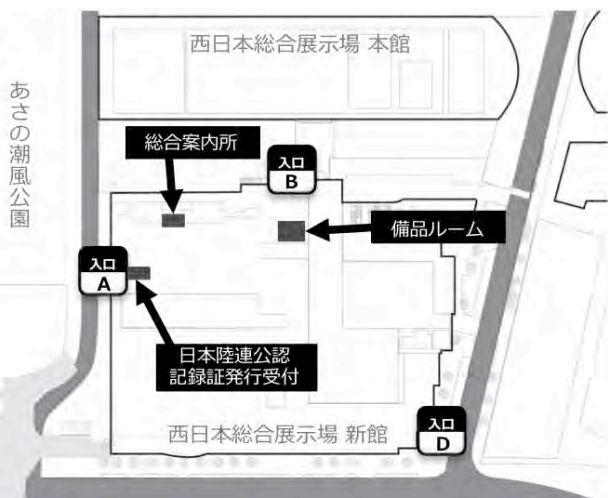 西日本総合展示場 本館
あさの潮風公園
総合案内所
入口
B
備品ルーム
入口
A
日本陸連公認
記録証発行受付
西日本総合展示場 新館
入口
D